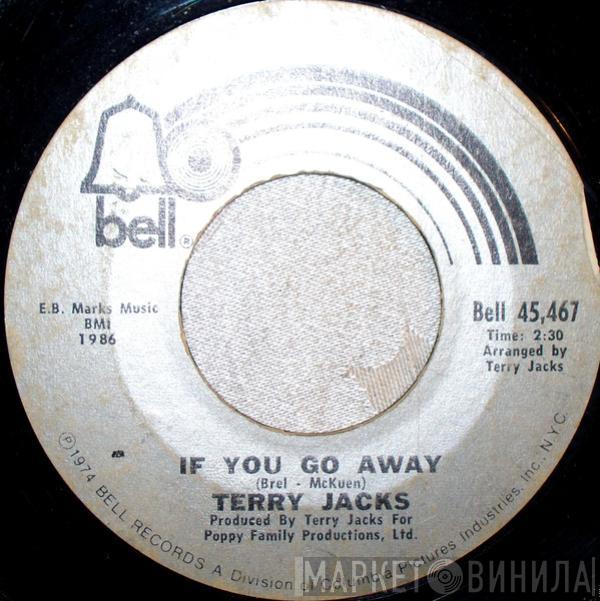 bell®
E.B. Marks Music
BMI
1986
Bell 45,467
Time: 2:30
Arranged by
Terry Jacks
IF YOU GO AWAY
(Brel - McKuen)
TERRY JACKS
Produced By Terry Jacks For
Poppy Family Productions, Ltd.
℗1974 BELL RECORDS A Division of Columbia Pictures Industries, Inc., N.Y.C.
МАРКЕТ ВИНИЛА